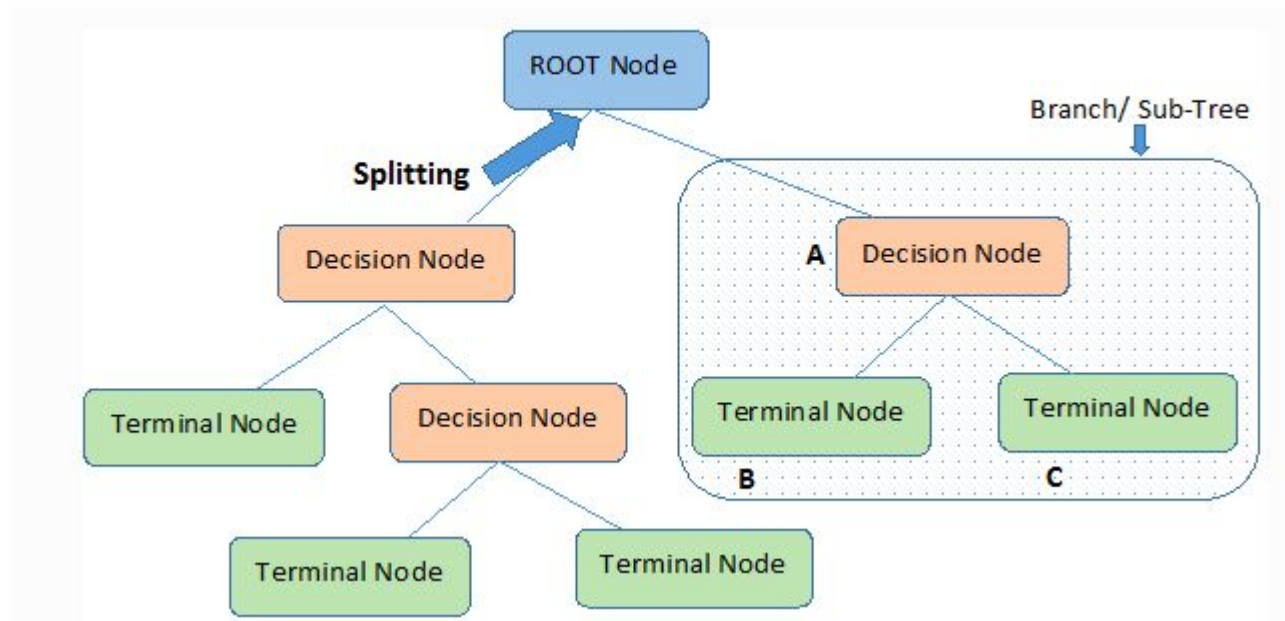 ROOT Node
Branch/ Sub-Tree
Splitting
Decision Node
A
Decision Node
Terminal Node
Decision Node
Terminal Node
Terminal Node
B
C
Terminal Node
Terminal Node